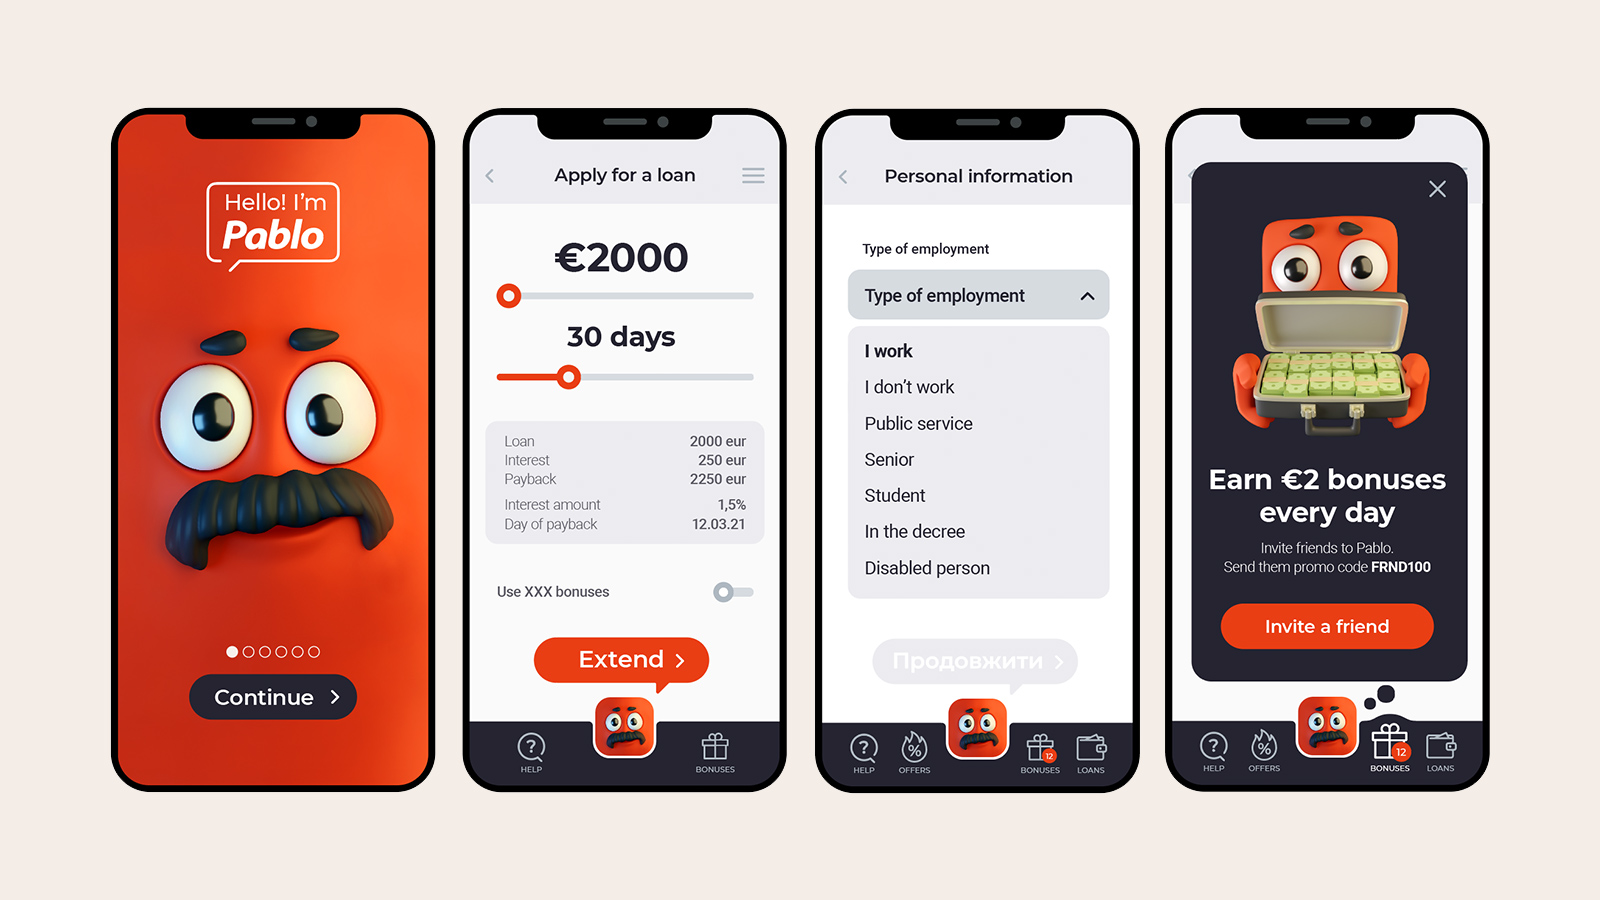 Hello! I'm
Pablo
Continue
Apply for a loan
€2000
30 days
Loan 2000 eur
Interest 250 eur
Payback 2250 eur
Interest amount 1,5%
Day of payback 12.03.21
Use XXX bonuses
Extend
HELP
BONUSES
Personal information
Type of employment
Type of employment
I work
I don't work
Public service
Senior
Student
In the decree
Disabled person
Продовжити
12
HELP OFFERS BONUSES LOANS
Earn €2 bonuses
every day
Invite friends to Pablo.
Send them promo code FRND100
Invite a friend
12
HELP OFFERS BONUSES LOANS